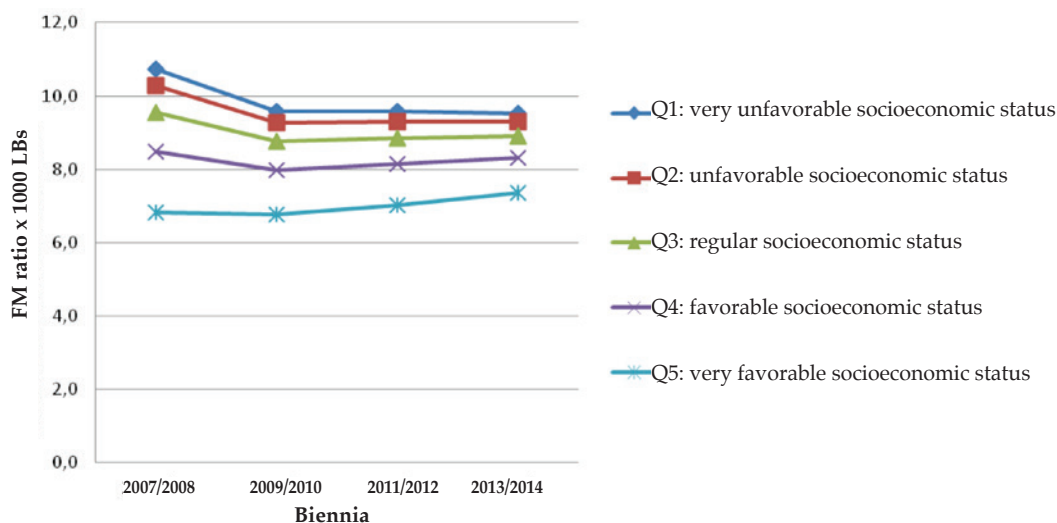 12,0
10,0
8,0
6,0
4,0
2,0
0,0
FM ratio x 1000 LBs
2007/2008
2009/2010
2011/2012
2013/2014
Biennia
Q1: very unfavorable socioeconomic status
Q2: unfavorable socioeconomic status
Q3: regular socioeconomic status
Q4: favorable socioeconomic status
Q5: very favorable socioeconomic status